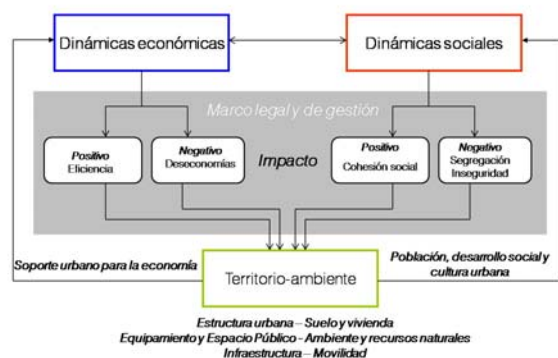 Dinámicas económicas
Dinámicas sociales
Marco legal y de gestión
Positivo
Eficiencia
Negativo
Deseconomías
Impacto
Positivo
Cohesión social
Negativo
Segregación
Inseguridad
Soporte urbano para la economía
Territorio-ambiente
Población, desarrollo social y
cultura urbana
Estructura urbana – Suelo y vivienda
Equipamiento y Espacio Público - Ambiente y recursos naturales
Infraestructura – Movilidad